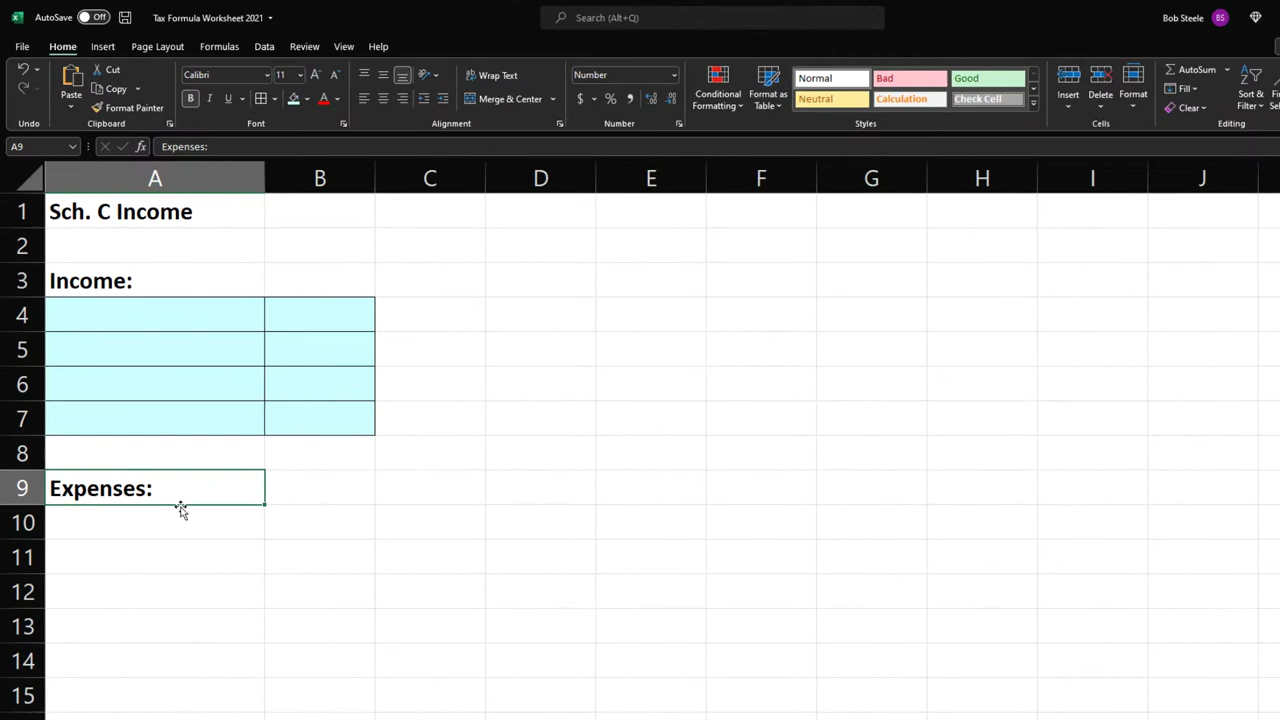 AutoSave Off Tax Formula Worksheet 2021 Search (Alt+Q) Bob Steele BS
File Home Insert Page Layout Formulas Data Review View Help
Undo
Paste Cut Copy Format Painter
Clipboard
Calibri 11 B I U
Font
Wrap Text
Merge & Center
Alignment
Number
$ % ,
Number
Conditional Formatting
Format as Table
Normal Bad Good
Neutral Calculation Check Cell
Styles
Insert Delete Format
Cells
AutoSum
Fill
Clear
Sort & Filter
Editing
A9 fx Expenses:
A B C D E F G H I J
1 Sch. C Income
2
3 Income:
4
5
6
7
8
9 Expenses:
10
11
12
13
14
15